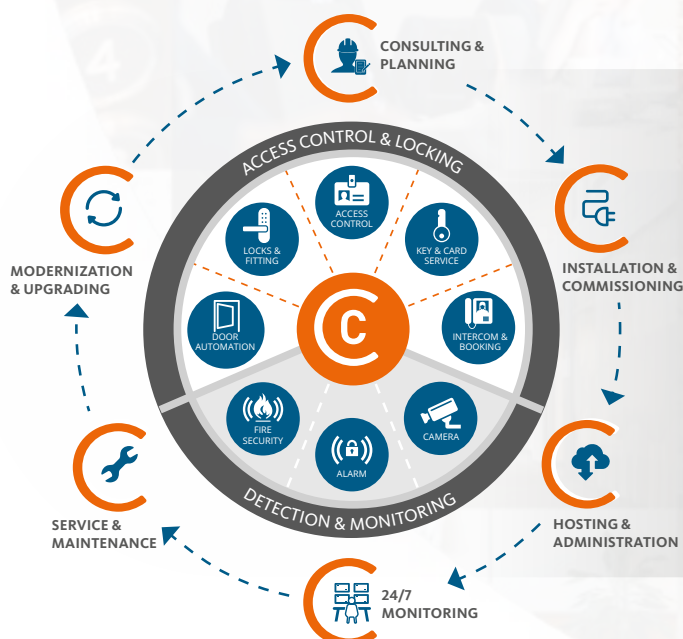 CONSULTING &
PLANNING
ACCESS CONTROL & LOCKING
ACCESS
CONTROL
LOCKS &
FITTING
KEY & CARD
SERVICE
MODERNIZATION
& UPGRADING
INSTALLATION &
COMMISSIONING
C
DOOR
AUTOMATION
INTERCOM &
BOOKING
FIRE
SECURITY
CAMERA
ALARM
DETECTION & MONITORING
SERVICE &
MAINTENANCE
HOSTING &
ADMINISTRATION
24/7
MONITORING
4